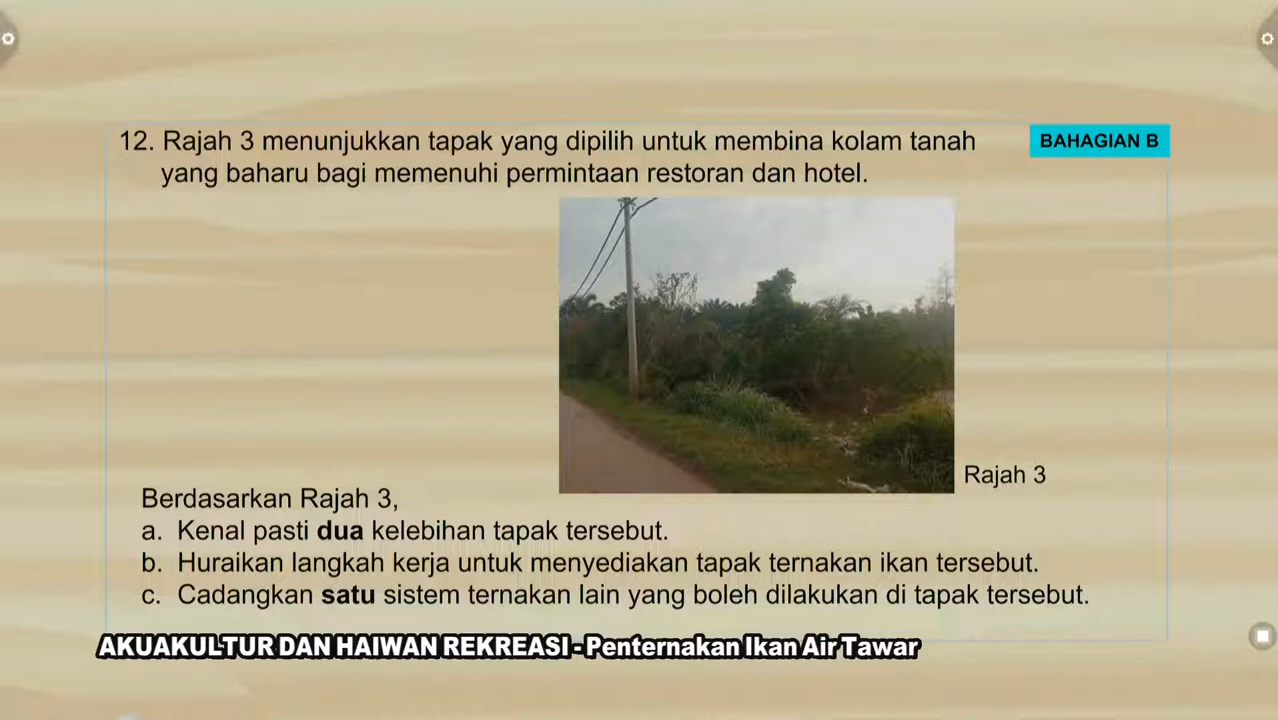 12. Rajah 3 menunjukkan tapak yang dipilih untuk membina kolam tanah
BAHAGIAN B
yang baharu bagi memenuhi permintaan restoran dan hotel.
Rajah 3
Berdasarkan Rajah 3,
a. Kenal pasti dua kelebihan tapak tersebut.
b. Huraikan langkah kerja untuk menyediakan tapak ternakan ikan tersebut.
c. Cadangkan satu sistem ternakan lain yang boleh dilakukan di tapak tersebut.
AKUAKULTUR DAN HAIWAN REKREASI - Penternakan Ikan Air Tawar